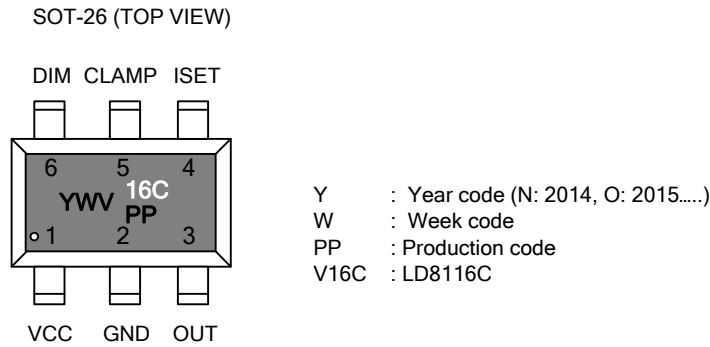 SOT-26 (TOP VIEW)
DIM CLAMP ISET
6 5 4
YWV 16C
PP
1 2 3
VCC GND OUT
Y : Year code (N: 2014, O: 2015.....)
W : Week code
PP : Production code
V16C : LD8116C